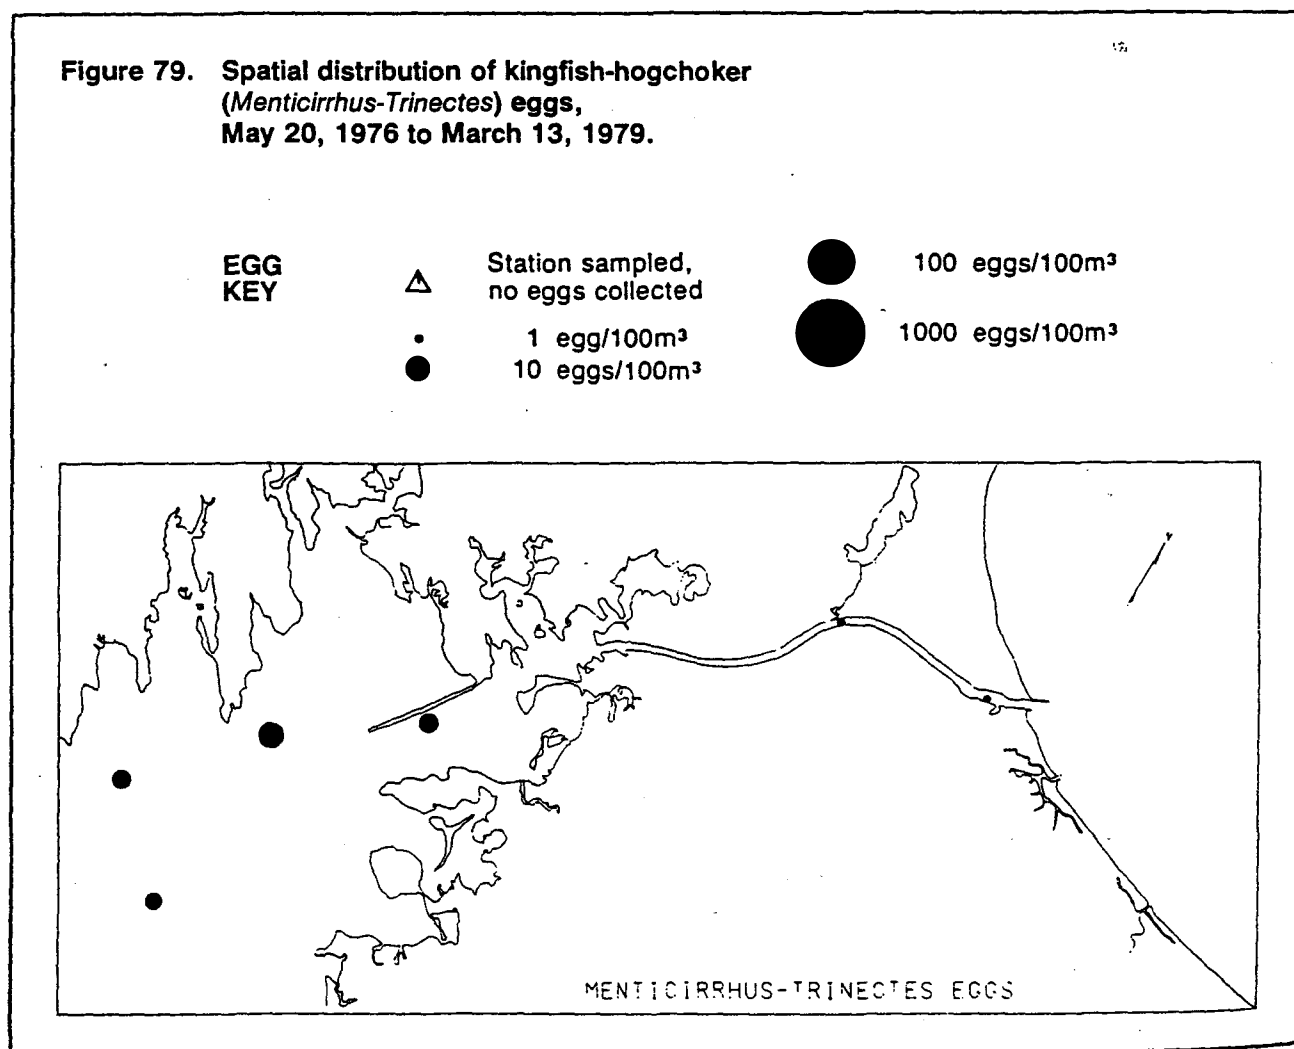 Figure 79. Spatial distribution of kingfish-hogchoker
(Menticirrhus-Trinectes) eggs,
May 20, 1976 to March 13, 1979.
EGG
KEY
Station sampled,
no eggs collected
1 egg/100m³
10 eggs/100m³
100 eggs/100m³
1000 eggs/100m³
MENTICIRRHUS-TRINECTES EGGS